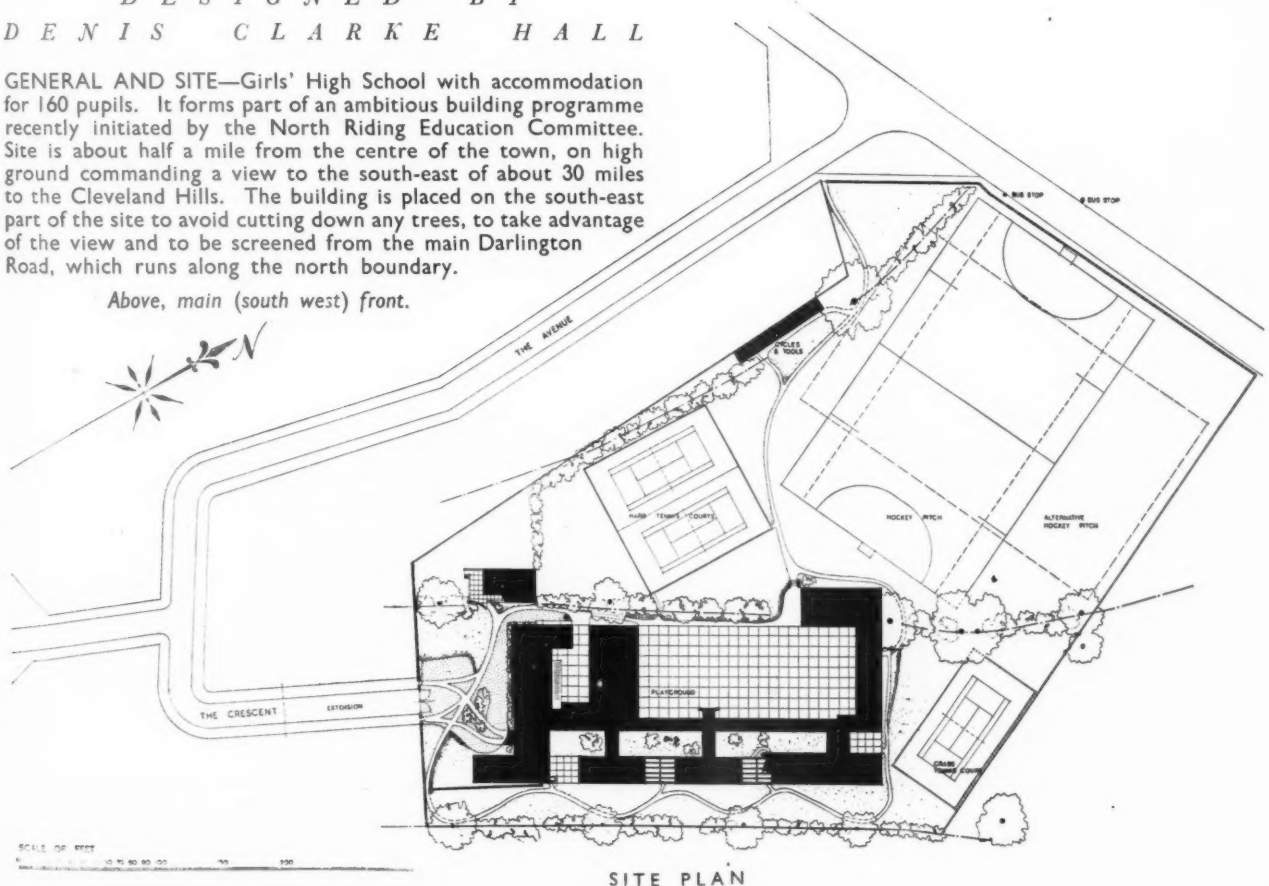 DESIGNED BY
DENIS CLARKE HALL
GENERAL AND SITE—Girls' High School with accommodation
for 160 pupils. It forms part of an ambitious building programme
recently initiated by the North Riding Education Committee.
Site is about half a mile from the centre of the town, on high
ground commanding a view to the south-east of about 30 miles
to the Cleveland Hills. The building is placed on the south-east
part of the site to avoid cutting down any trees, to take advantage
of the view and to be screened from the main Darlington
Road, which runs along the north boundary.
Above, main (south west) front.
N
BUS STOP
BUS STOP
THE AVENUE
CYCLES
& TOOLS
HARD TENNIS COURTS
HOCKEY PITCH
ALTERNATIVE
HOCKEY PITCH
PLAYGROUND
THE CRESCENT
EXTENSION
GRASS
TENNIS COURT
SCALE OF FEET
SITE PLAN